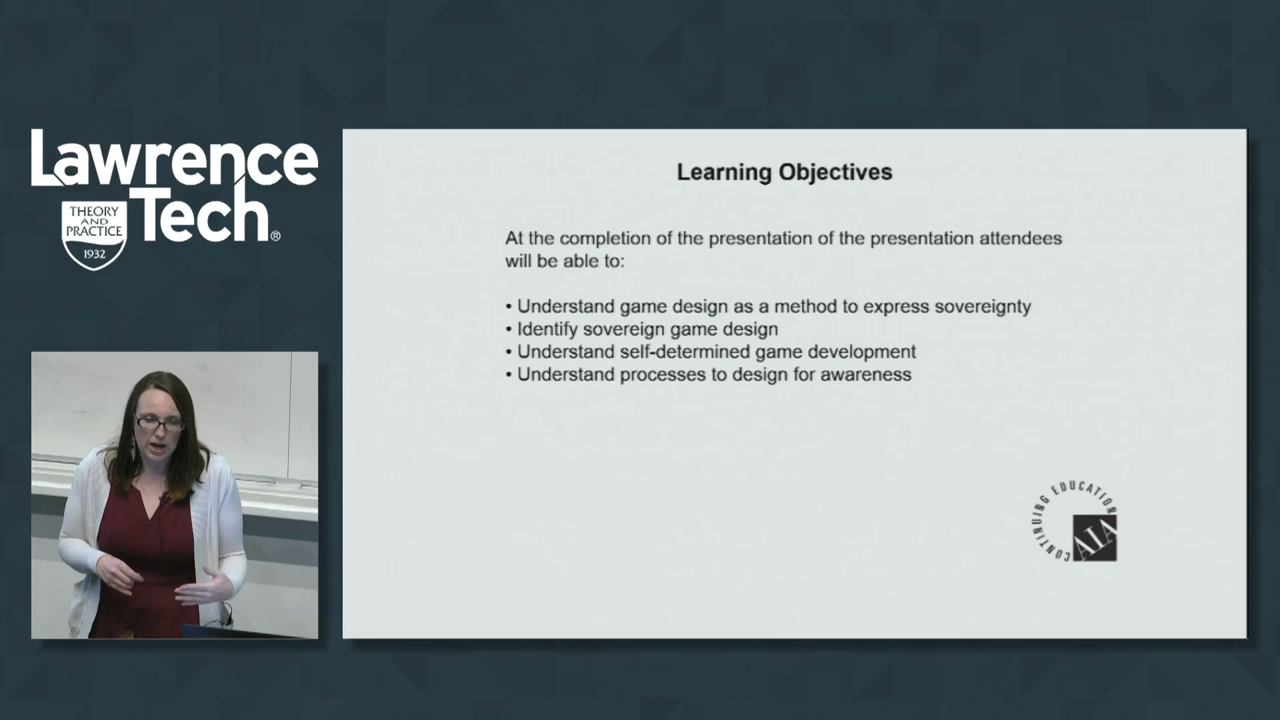 Lawrence
Tech®
THEORY
AND
PRACTICE
1932
Learning Objectives
At the completion of the presentation of the presentation attendees
will be able to:
• Understand game design as a method to express sovereignty
• Identify sovereign game design
• Understand self-determined game development
• Understand processes to design for awareness
CONTINUING EDUCATION
AIA